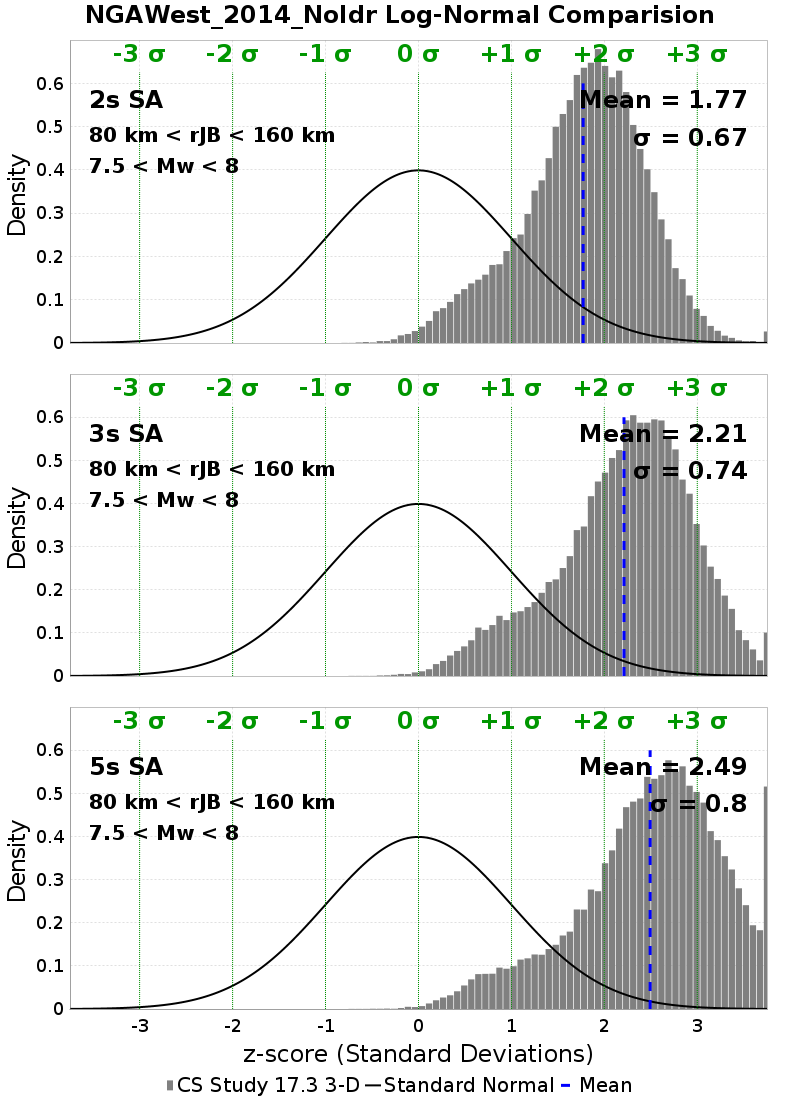 NGAWest_2014_NoIdr Log-Normal Comparision
-3 σ -2 σ -1 σ 0 σ +1 σ +2 σ +3 σ
2s SA
Mean = 1.77
80 km < rJB < 160 km
σ = 0.67
7.5 < Mw < 8
Density
0.6
0.5
0.4
0.3
0.2
0.1
0
-3 σ -2 σ -1 σ 0 σ +1 σ +2 σ +3 σ
3s SA
Mean = 2.21
80 km < rJB < 160 km
σ = 0.74
7.5 < Mw < 8
Density
0.6
0.5
0.4
0.3
0.2
0.1
0
-3 σ -2 σ -1 σ 0 σ +1 σ +2 σ +3 σ
5s SA
Mean = 2.49
80 km < rJB < 160 km
σ = 0.8
7.5 < Mw < 8
Density
0.6
0.5
0.4
0.3
0.2
0.1
0
-3 -2 -1 0 1 2 3
z-score (Standard Deviations)
CS Study 17.3 3-D Standard Normal Mean